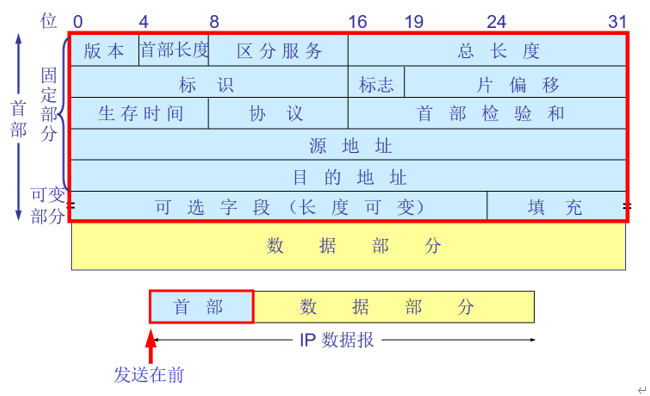 位 0 4 8 16 19 24 31
版本 首部长度 区分服务 总长度
标识 标志 片偏移
生存时间 协议 首部检验和
源地址
目的地址
可选字段（长度可变） 填充
首部
固定部分
可变部分
数据部分
首部 数据部分
IP 数据报
发送在前